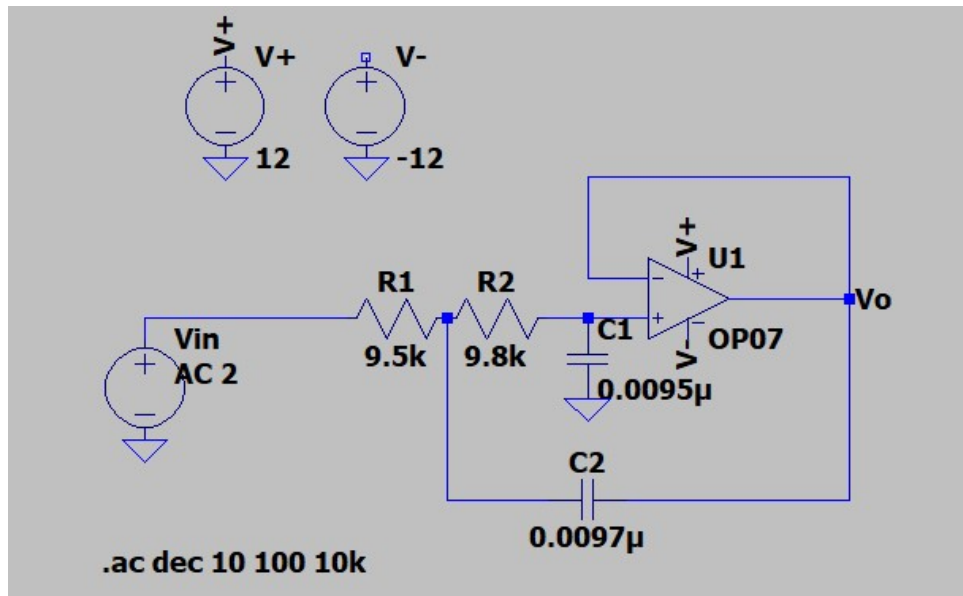 V+
V+
V-
12
-12
V+
U1
R1
R2
Vo
Vin
C1
OP07
AC 2
9.5k
9.8k
V-
0.0095µ
C2
0.0097µ
.ac dec 10 100 10k